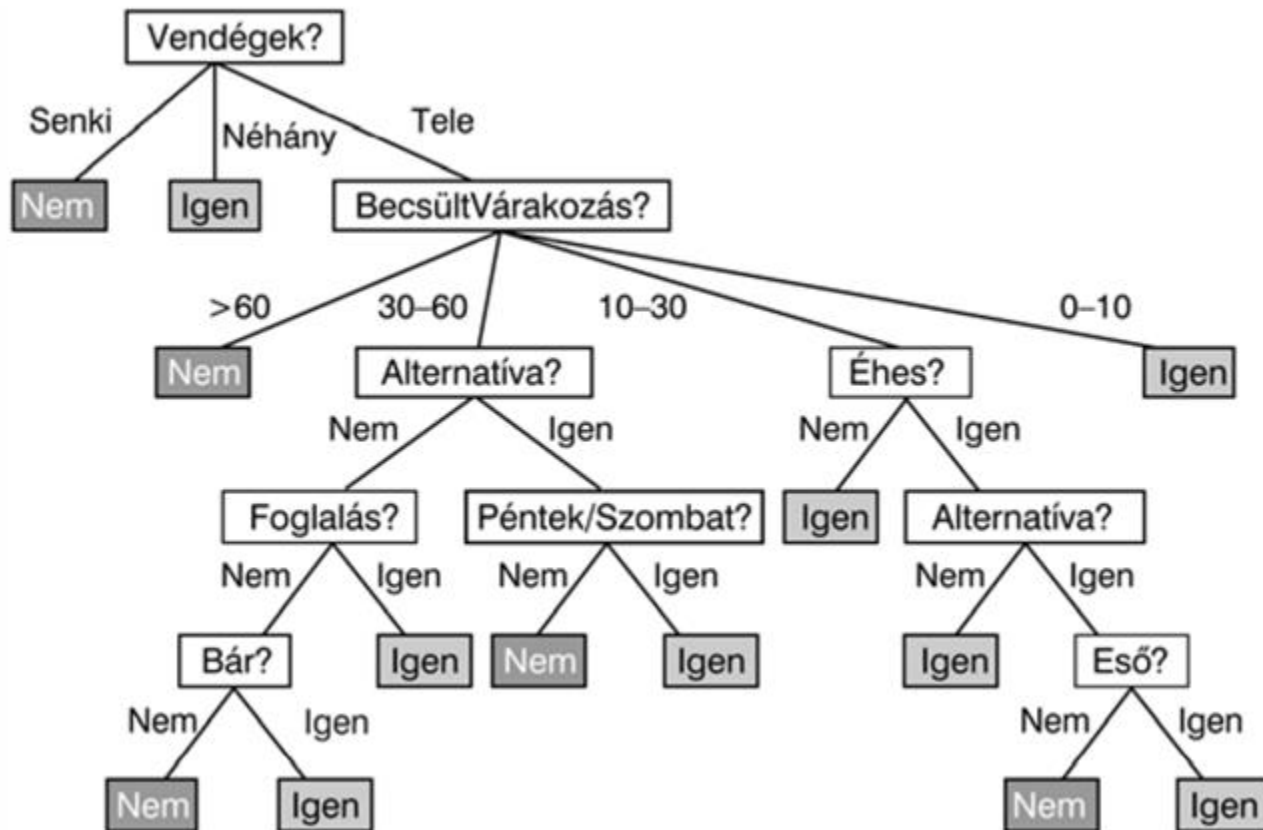 Vendégek?
Senki Néhány Tele
Nem Igen BecsültVárakozás?
>60 30–60 10–30 0–10
Nem Alternatíva? Éhes? Igen
Nem Igen Nem Igen
Foglalás? Péntek/Szombat? Igen Alternatíva?
Nem Igen Nem Igen Nem Igen
Bár? Igen Nem Igen Igen Eső?
Nem Igen Nem Igen
Nem Igen Nem Igen